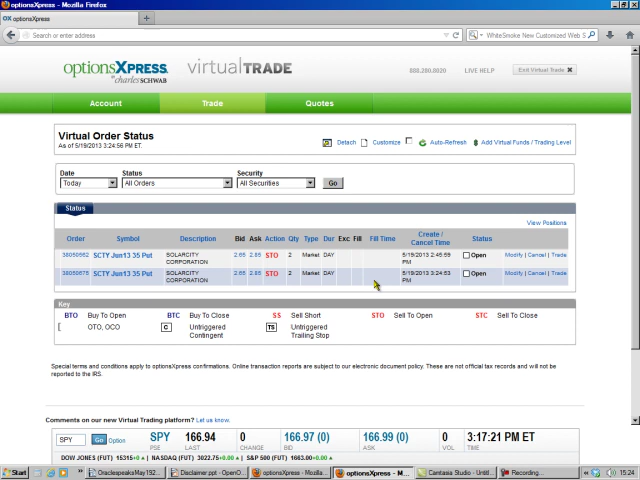 optionsXpress - Mozilla Firefox
OX optionsXpress
Search or enter address
WhiteSmoke New Customized Web S
optionsXpress.
by charles SCHWAB
virtualTRADE
888.280.8020
LIVE HELP
Exit Virtual Trade
Account
Trade
Quotes
Virtual Order Status
As of 5/19/2013 3:24:56 PM ET.
Detach
Customize
Auto-Refresh
Add Virtual Funds / Trading Level
Date
Status
Security
Today
All Orders
All Securities
Go
Status
View Positions
Order Symbol Description Bid Ask Action Qty Type Dur Exc Fill Fill Time Create / Cancel Time Status
38050562 SCTY Jun13 35 Put SOLARCITY CORPORATION 2.65 2.85 STO 2 Market DAY 5/19/2013 2:45:59 PM Open Modify | Cancel | Trade
SCTY Jun13 35 Put SOLARCITY CORPORATION 2.65 2.85 STO 2 Market DAY 5/19/2013 3:24:53 PM Open Modify | Cancel | Trade
Key
BTO Buy To Open BTC Buy To Close SS Sell Short STO Sell To Open STC Sell To Close
[ OTO, OCO C Untriggered Contingent TS Untriggered Trailing Stop
Special terms and conditions apply to optionsXpress confirmations. Online transaction reports are subject to our electronic document policy. These are not official tax records and will not be
reported to the IRS.
Comments on our new Virtual Trading platform? Let us know.
SPY Go Option
SPY 166.94 0 166.97 (0) 166.99 (0) 0 3:17:21 PM ET
PSE LAST CHANGE BID ASK VOL TIME
DOW JONES (FUT) 15315+0 | NASDAQ (FUT) 3022.75+0.00 | S&P 500 (FUT) 1663.00+0.00
Start
OraclespeaksMay192...
Disclaimer.ppt - OpenO...
optionsXpress - Mozilla...
optionsXpress - M...
Camtasia Studio - Untitl...
Recording...
15:24